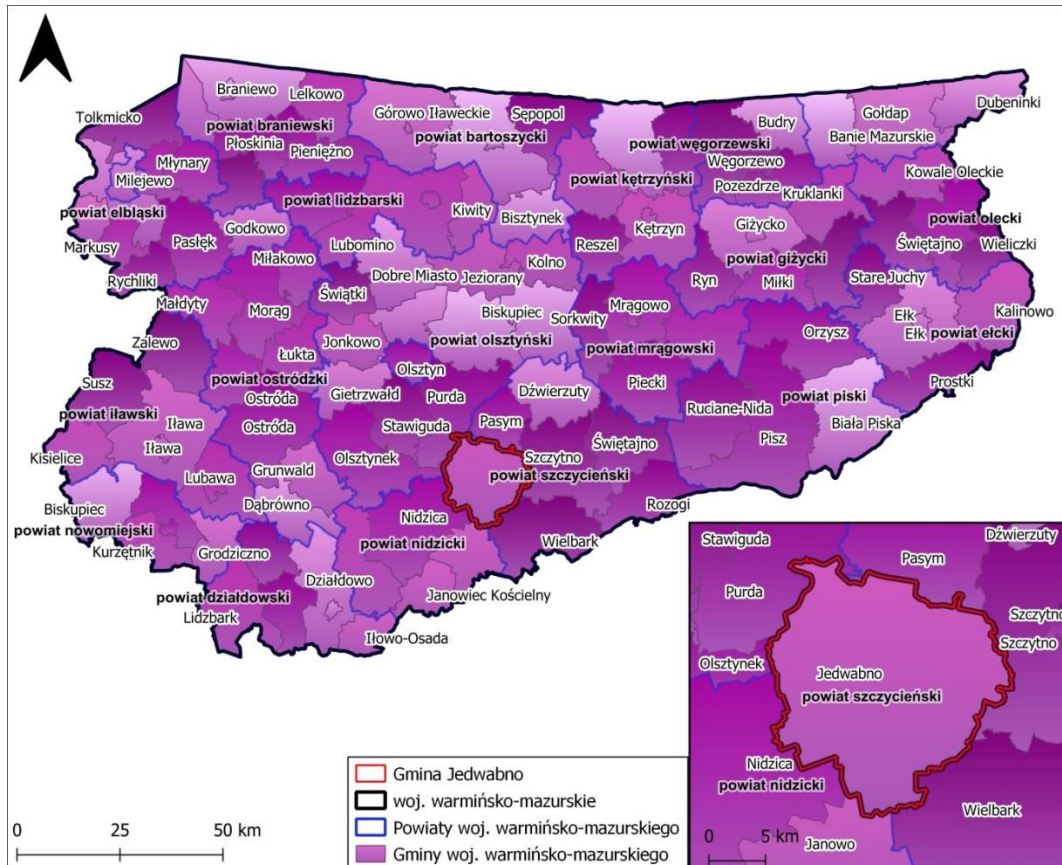 Braniewo
Lelkowo
Górowo Iławeckie
Sępopol
Budry
Gołdap
Dubeninki
Tolkmicko
powiat braniewski
powiat bartoszycki
Banie Mazurskie
Płoskinia
Pieniężno
powiat węgorzewski
Młynary
Węgorzewo
Kowale Oleckie
Milejewo
powiat kętrzyński
Pozezdrze
Kruklanki
powiat lidzbarski
Kiwity
Bisztynek
powiat elbląski
Godkowo
Giżycko
powiat olecki
Markusy
Pasłęk
Lubomino
Reszel
Kętrzyn
Świętajno
Wieliczki
Miłakowo
Kolno
powiat giżycki
Rychliki
Dobre Miasto
Jeziorany
Ryn
Miłki
Stare Juchy
Małdyty
Morąg
Świątki
Mrągowo
Biskupiec
Sorkwity
Ełk
Kalinowo
Zalewo
Łukta
Jonkowo
powiat olsztyński
powiat mrągowski
Orzysz
Ełk
powiat ełcki
Olsztyn
Susz
powiat ostródzki
Gietrzwałd
Purda
Dźwierzuty
Piecki
powiat piski
Prostki
Ostróda
powiat iławski
Iława
Stawiguda
Pasym
Ruciane-Nida
Biała Piska
Ostróda
Iława
Świętajno
Pisz
Kisielice
Olsztynek
Szczytno
Lubawa
Grunwald
powiat szczycieński
Rozogi
Biskupiec
Dąbrówno
Nidzica
powiat nowomiejski
Wielbark
Kurzętnik
Grodziczno
powiat nidzicki
Działdowo
powiat działdowski
Janowiec Kościelny
Lidzbark
Iłowo-Osada
Stawiguda
Pasym
Dźwierzuty
Purda
Szczytno
Szczytno
Olsztynek
Jedwabno
powiat szczycieński
Nidzica
powiat nidzicki
Wielbark
Janowo
0 5 km
Gmina Jedwabno
woj. warmińsko-mazurskie
Powiaty woj. warmińsko-mazurskiego
Gminy woj. warmińsko-mazurskiego
0 25 50 km